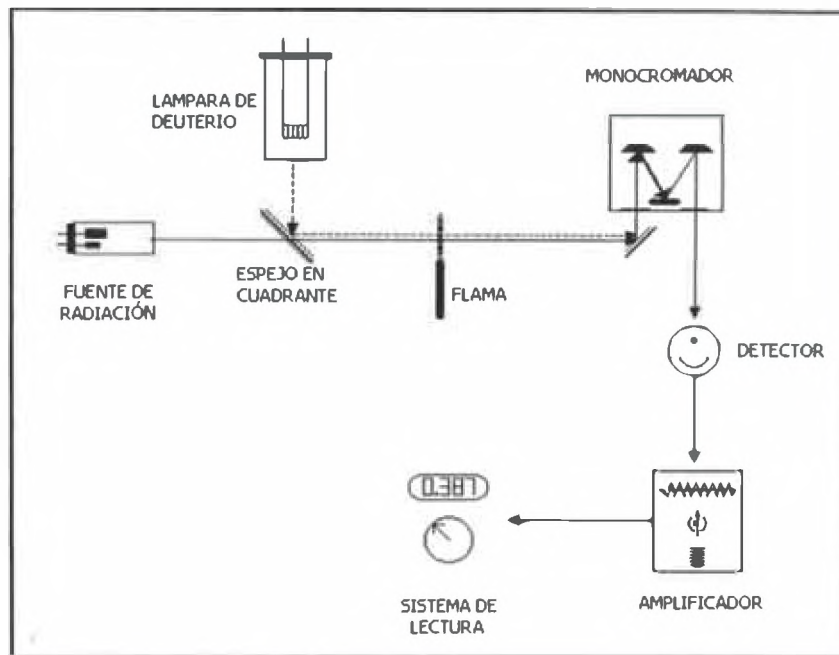 MONOCROMADOR
LAMPARA DE
DEUTERIO
ESPEJO EN
CUADRANTE
FLAMA
FUENTE DE
RADIACIÓN
DETECTOR
0.387
SISTEMA DE
LECTURA
AMPLIFICADOR